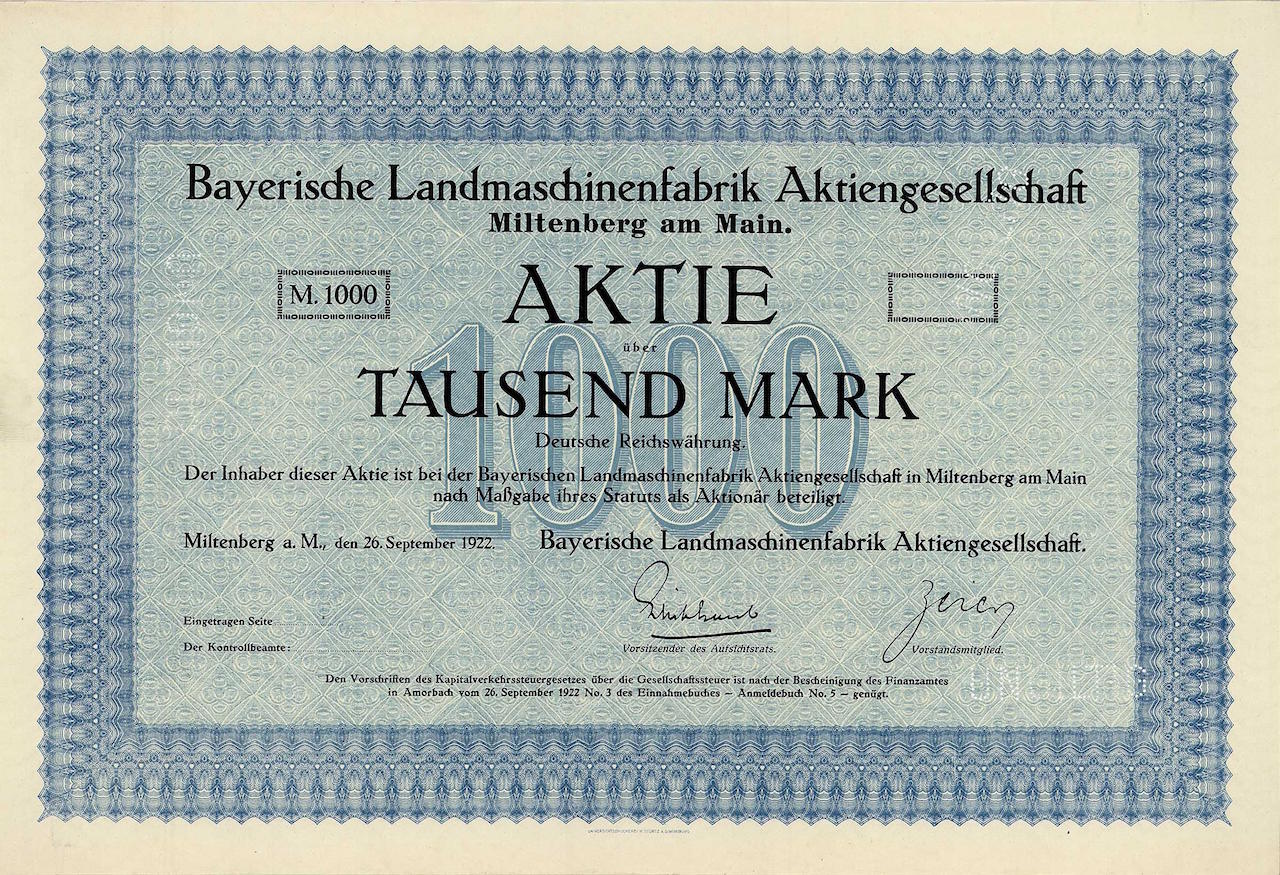 Bayerische Landmaschinenfabrik Aktiengesellschaft
Miltenberg am Main.
M. 1000
AKTIE
über
1000
TAUSEND MARK
Deutsche Reichswährung.
Der Inhaber dieser Aktie ist bei der Bayerischen Landmaschinenfabrik Aktiengesellschaft in Miltenberg am Main
nach Maßgabe ihres Statuts als Aktionär beteiligt.
Miltenberg a. M., den 26. September 1922.
Bayerische Landmaschinenfabrik Aktiengesellschaft.
Eingetragen Seite
Der Kontrollbeamte:
Vorsitzender des Aufsichtsrats.
Vorstandsmitglied.
Den Vorschriften des Kapitalverkehrssteuergesetzes über die Gesellschaftssteuer ist nach der Bescheinigung des Finanzamtes
in Amorbach vom 26. September 1922 No. 3 des Einnahmebuches – Anmeldebuch No. 5 – genügt.